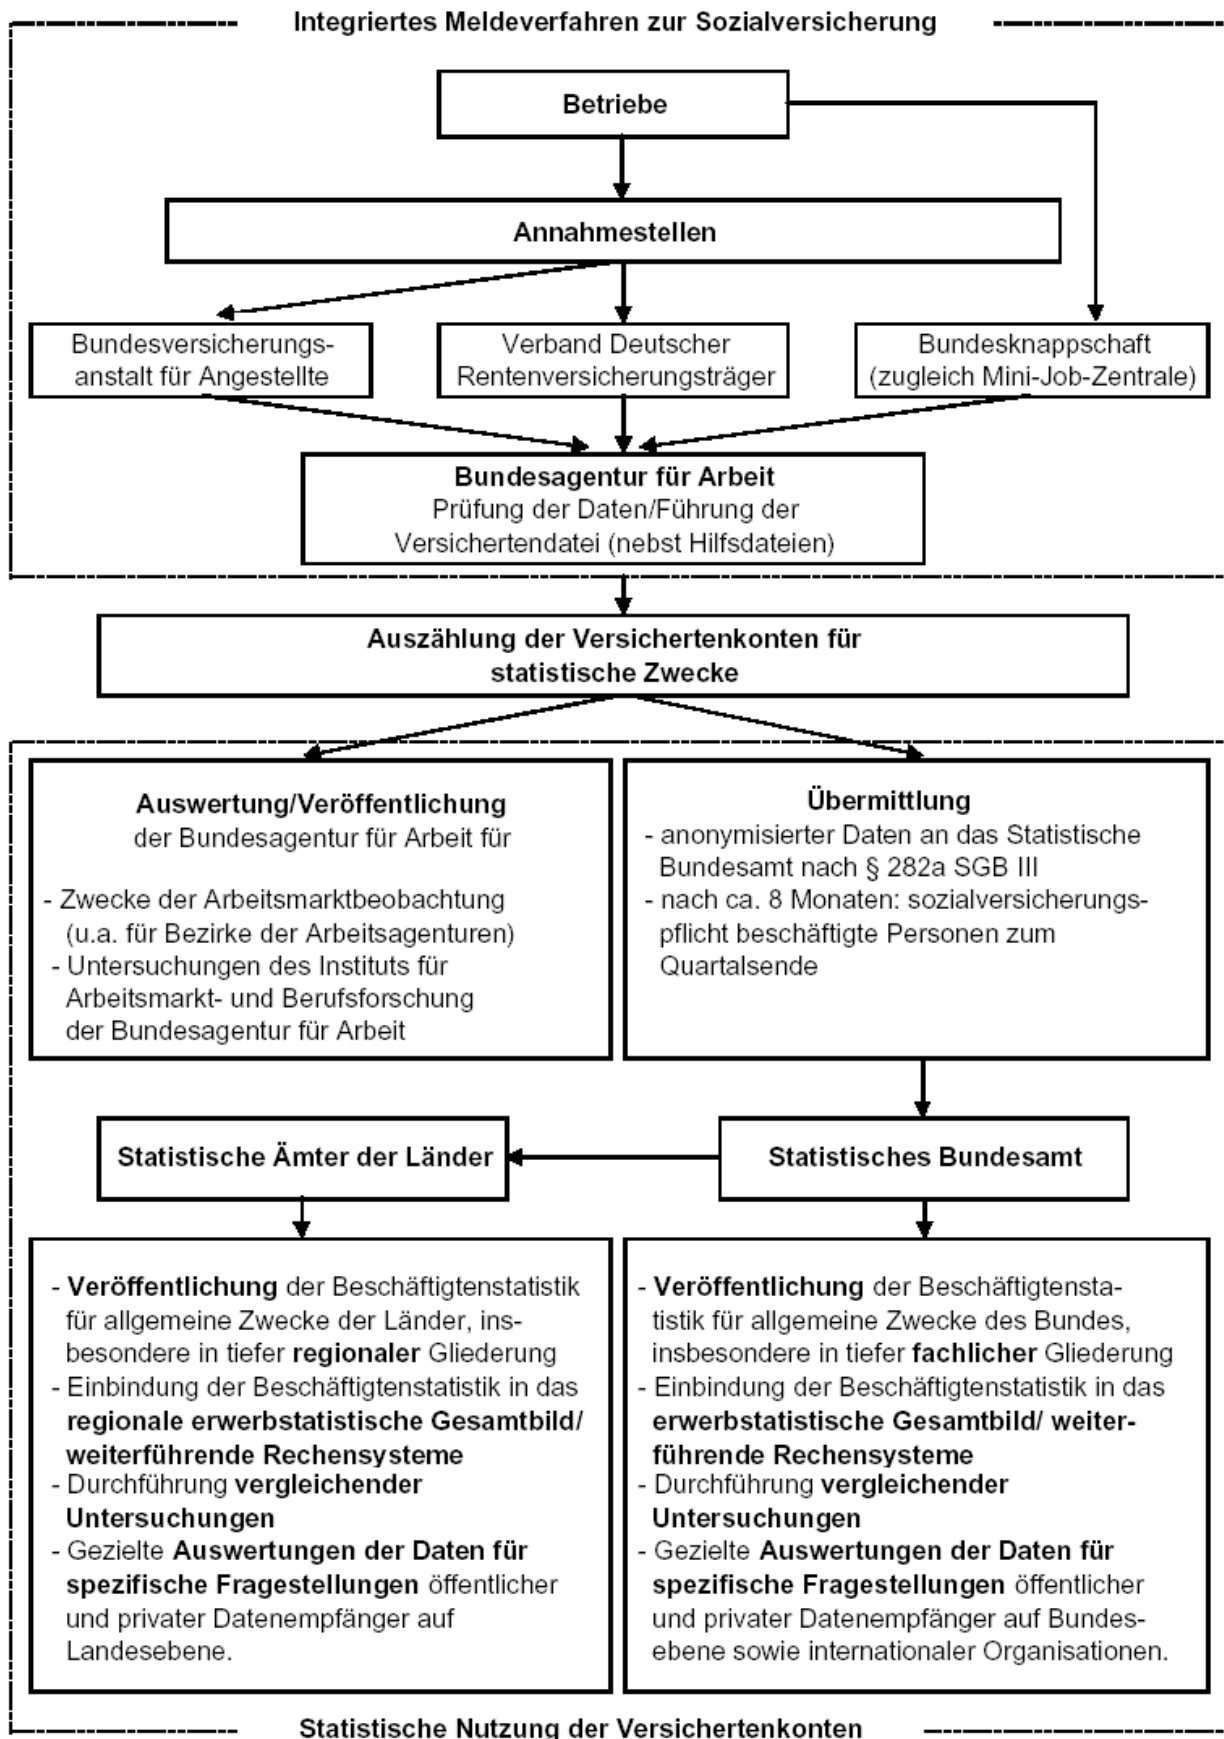 Integriertes Meldeverfahren zur Sozialversicherung
Betriebe
Annahmestellen
Bundesversicherungs-
anstalt für Angestellte
Verband Deutscher
Rentenversicherungsträger
Bundesknappschaft
(zugleich Mini-Job-Zentrale)
Bundesagentur für Arbeit
Prüfung der Daten/Führung der
Versichertendatei (nebst Hilfsdateien)
Auszählung der Versichertenkonten für
statistische Zwecke
Auswertung/Veröffentlichung
der Bundesagentur für Arbeit für
- Zwecke der Arbeitsmarktbeobachtung
(u.a. für Bezirke der Arbeitsagenturen)
- Untersuchungen des Instituts für
Arbeitsmarkt- und Berufsforschung
der Bundesagentur für Arbeit
Übermittlung
- anonymisierter Daten an das Statistische
Bundesamt nach § 282a SGB III
- nach ca. 8 Monaten: sozialversicherungs-
pflicht beschäftigte Personen zum
Quartalsende
Statistische Ämter der Länder
Statistisches Bundesamt
- Veröffentlichung der Beschäftigtenstatistik
für allgemeine Zwecke der Länder, ins-
besondere in tiefer regionaler Gliederung
- Einbindung der Beschäftigtenstatistik in das
regionale erwerbstatistische Gesamtbild/
weiterführende Rechensysteme
- Durchführung vergleichender
Untersuchungen
- Gezielte Auswertungen der Daten für
spezifische Fragestellungen öffentlicher
und privater Datenempfänger auf
Landesebene.
- Veröffentlichung der Beschäftigtensta-
tistik für allgemeine Zwecke des Bundes,
insbesondere in tiefer fachlicher Gliederung
- Einbindung der Beschäftigtenstatistik in das
erwerbstatistische Gesamtbild/ weiter-
führende Rechensysteme
- Durchführung vergleichender
Untersuchungen
- Gezielte Auswertungen der Daten für
spezifische Fragestellungen öffentlicher
und privater Datenempfänger auf Bundes-
ebene sowie internationaler Organisationen.
Statistische Nutzung der Versichertenkonten